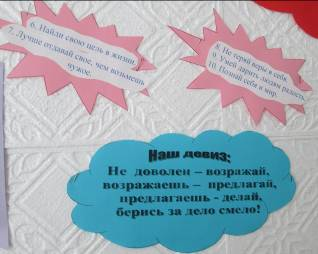 6. Найди свою цель в жизни.
7. Лучше отдавай свое, чем возьмешь
чужое.
8. Не теряй веры в себя.
9. Умей дарить людям радость.
10. Познай себя и мир.
Наш девиз:
Не доволен – возражай,
возражаешь – предлагай,
предлагаешь - делай,
берись за дело смело!